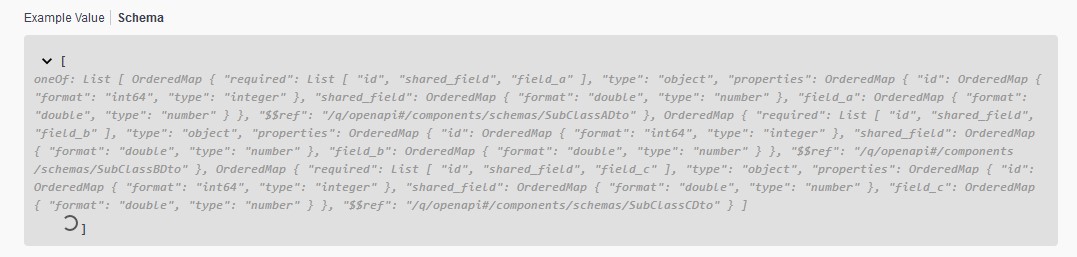 Example Value Schema
[
oneOf: List [ OrderedMap { "required": List [ "id", "shared_field", "field_a" ], "type": "object", "properties": OrderedMap { "id": OrderedMap {
"format": "int64", "type": "integer" }, "shared_field": OrderedMap { "format": "double", "type": "number" }, "field_a": OrderedMap { "format":
"double", "type": "number" } }, "$$ref": "/q/openapi#/components/schemas/SubClassADto" }, OrderedMap { "required": List [ "id", "shared_field",
"field_b" ], "type": "object", "properties": OrderedMap { "id": OrderedMap { "format": "int64", "type": "integer" }, "shared_field": OrderedMap
{ "format": "double", "type": "number" }, "field_b": OrderedMap { "format": "double", "type": "number" } }, "$$ref": "/q/openapi#/components
/schemas/SubClassBDto" }, OrderedMap { "required": List [ "id", "shared_field", "field_c" ], "type": "object", "properties": OrderedMap { "id":
OrderedMap { "format": "int64", "type": "integer" }, "shared_field": OrderedMap { "format": "double", "type": "number" }, "field_c": OrderedMap
{ "format": "double", "type": "number" } }, "$$ref": "/q/openapi#/components/schemas/SubClassCDto" } ]
]